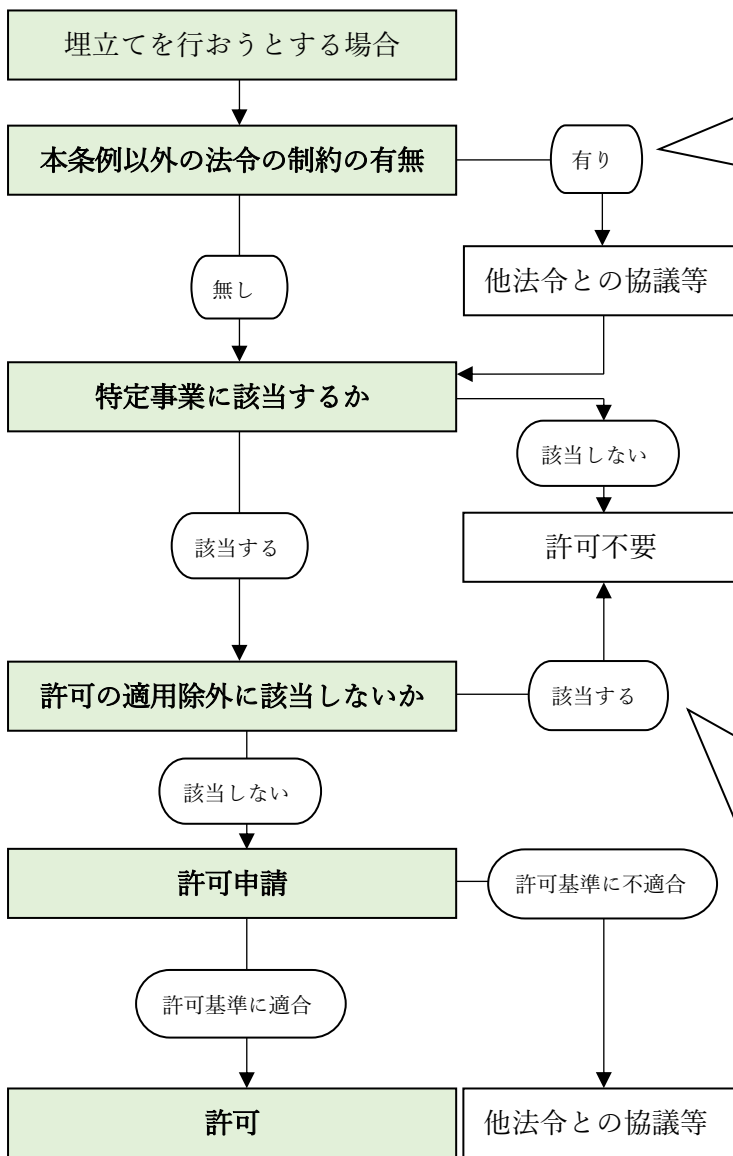 埋立てを行おうとする場合
本条例以外の法令の制約の有無
有り
無し
他法令との協議等
特定事業に該当するか
該当しない
該当する
許可不要
許可の適用除外に該当しないか
該当する
該当しない
許可申請
許可基準に不適合
許可基準に適合
許可
他法令との協議等